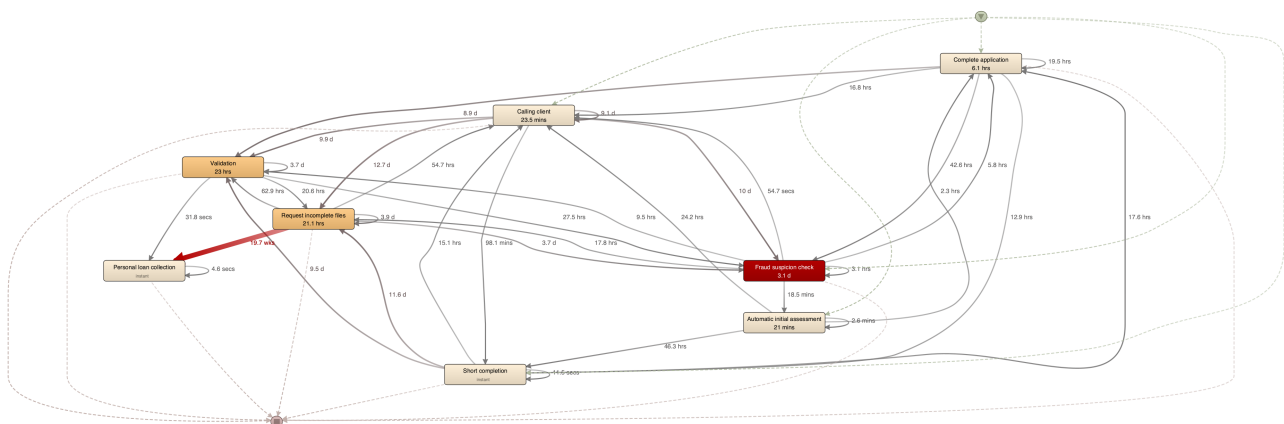 Complete application
6.1 hrs
19.5 hrs
16.8 hrs
8.9 d
Calling client
23.5 mins
9.1 d
9.9 d
Validation
23 hrs
3.7 d
12.7 d
54.7 hrs
42.6 hrs
5.8 hrs
62.9 hrs
20.6 hrs
10 d
54.7 secs
2.3 hrs
31.8 secs
Request incomplete files
21.1 hrs
3.9 d
27.5 hrs
9.5 hrs
24.2 hrs
12.9 hrs
17.6 hrs
19.7 wks
15.1 hrs
98.1 mins
3.7 d
17.8 hrs
Personal loan collection
instant
4.6 secs
9.5 d
Fraud suspicion check
3.1 d
3.1 hrs
11.6 d
18.5 mins
Automatic initial assessment
21 mins
2.6 mins
46.3 hrs
Short completion
instant
11.5 secs